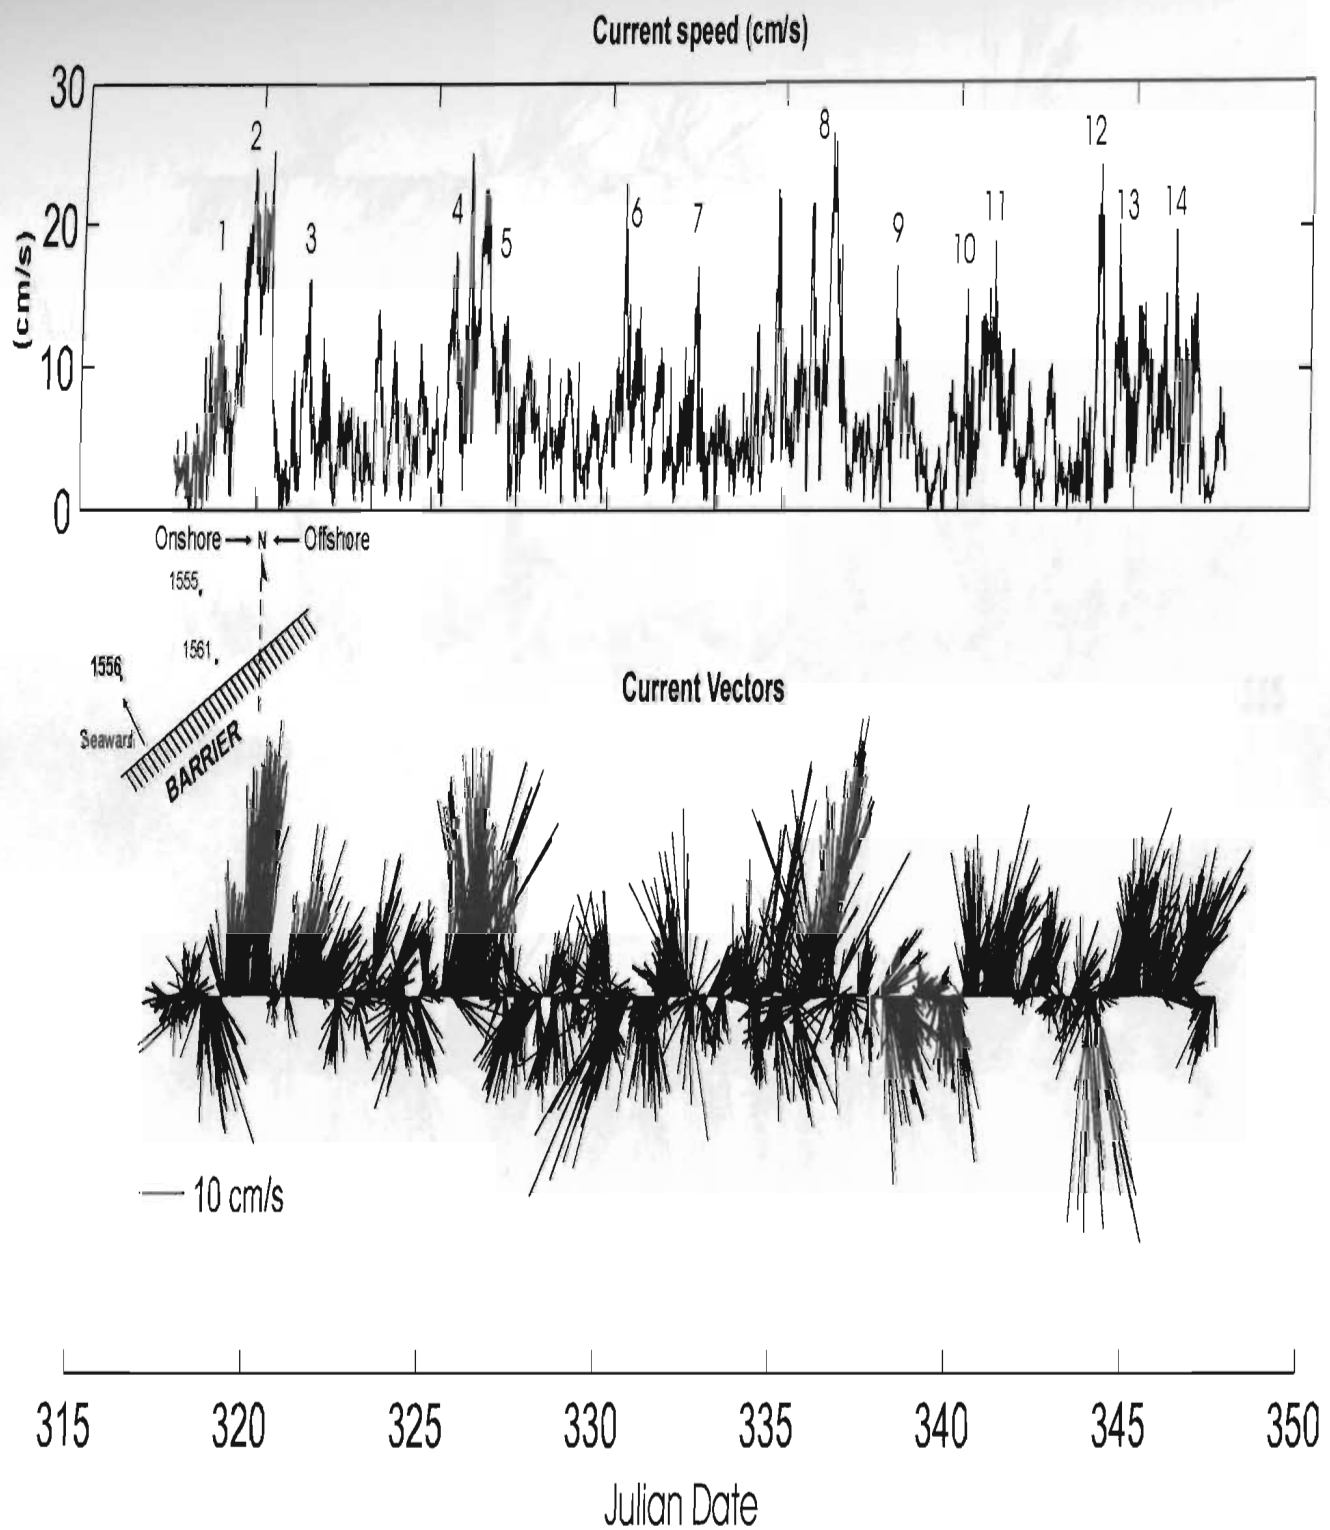 Current speed (cm/s)
30
20
10
0
(cm/s)
1
2
3
4
5
6
7
8
9
10
11
12
13
14
Onshore → N ← Offshore
1555
1561
1556
Seaward
BARRIER
Current Vectors
10 cm/s
315 320 325 330 335 340 345 350
Julian Date